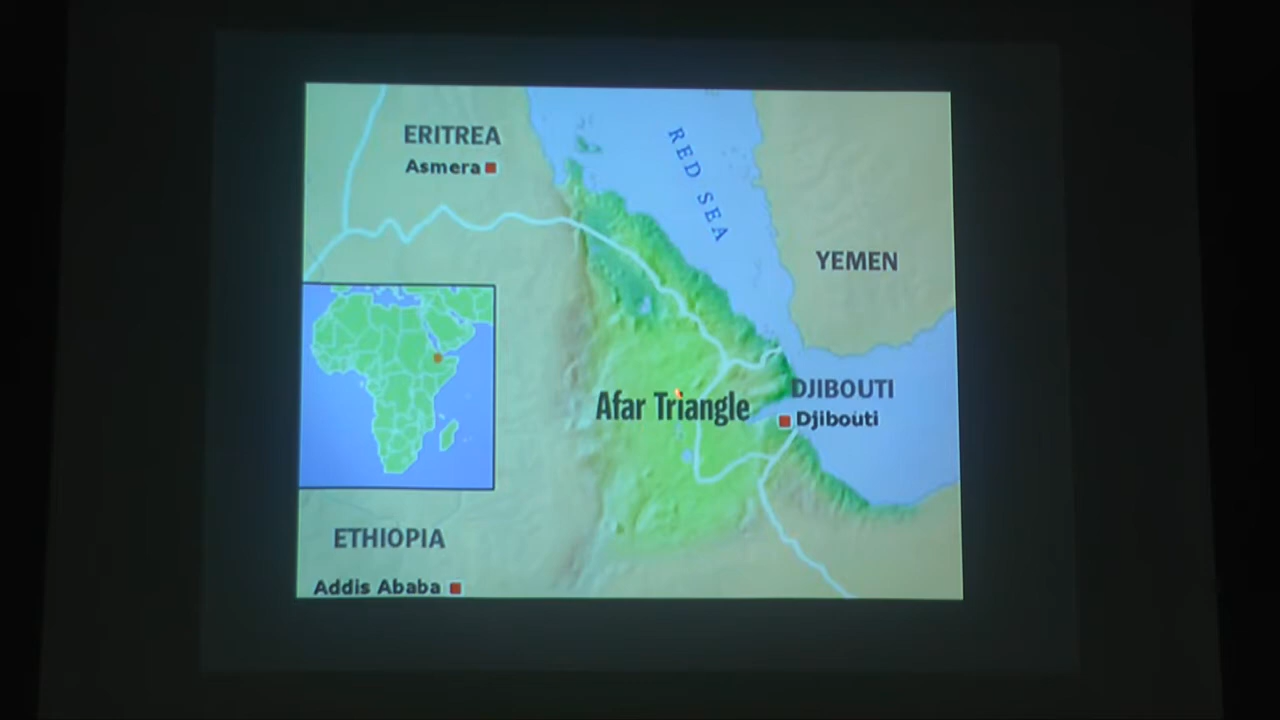 ERITREA
Asmera
RED SEA
YEMEN
Afar Triangle
DJIBOUTI
Djibouti
ETHIOPIA
Addis Ababa